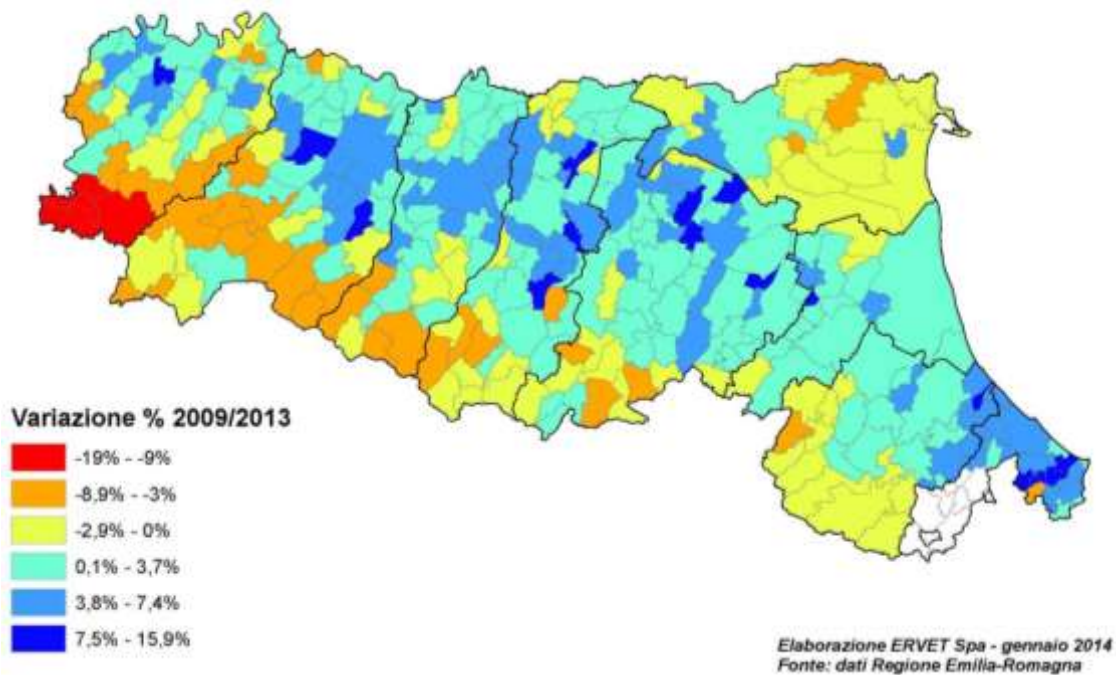 Variazione % 2009/2013
-19% - -9%
-8,9% - -3%
-2,9% - 0%
0,1% - 3,7%
3,8% - 7,4%
7,5% - 15,9%
Elaborazione ERVET Spa - gennaio 2014
Fonte: dati Regione Emilia-Romagna